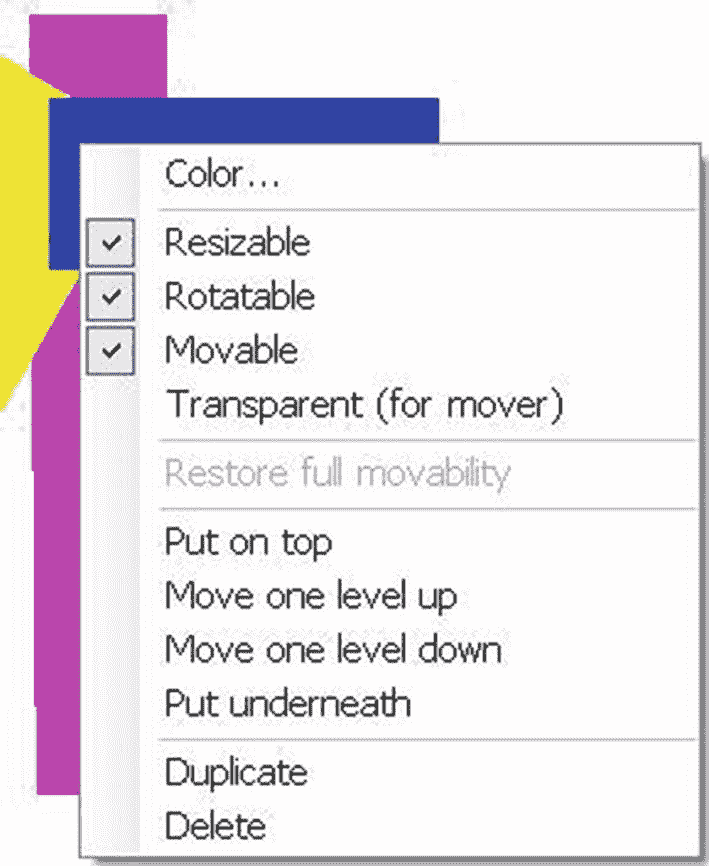 Color...
Resizable
Rotatable
Movable
Transparent (for mover)
Restore full movability
Put on top
Move one level up
Move one level down
Put underneath
Duplicate
Delete